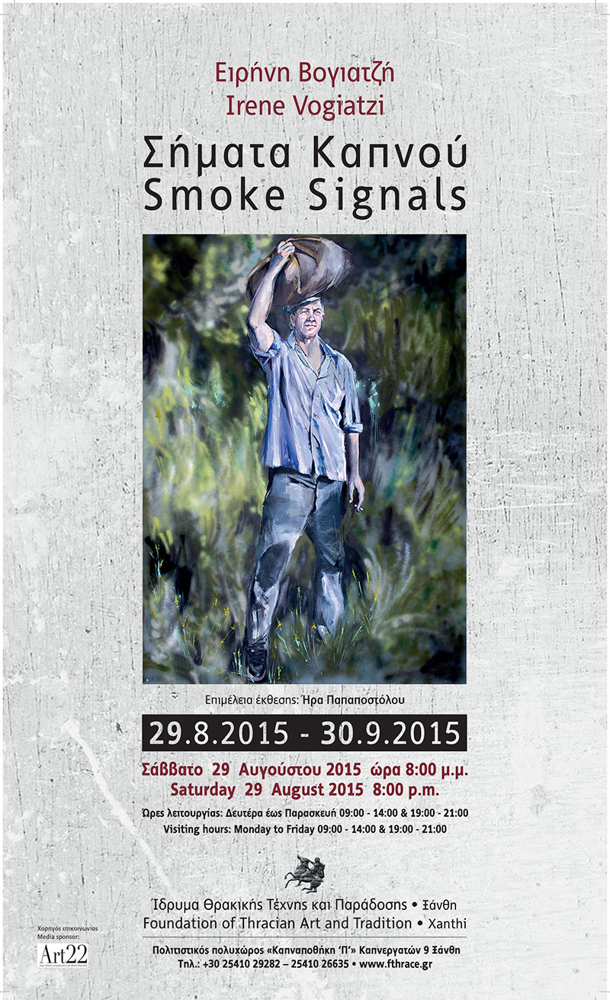 Ειρήνη Βογιατζή
Irene Vogiatzi
Σήματα Καπνού
Smoke Signals
Επιμέλεια έκθεσης: Ήρα Παπαποστόλου
29.8.2015 - 30.9.2015
Σάββατο 29 Αυγούστου 2015 ώρα 8:00 μ.μ.
Saturday 29 August 2015 8:00 p.m.
Ώρες λειτουργίας: Δευτέρα έως Παρασκευή 09:00 - 14:00 & 19:00 - 21:00
Visiting hours: Monday to Friday 09:00 - 14:00 & 19:00 - 21:00
Ίδρυμα Θρακικής Τέχνης και Παράδοσης • Ξάνθη
Foundation of Thracian Art and Tradition • Xanthi
Χορηγός επικοινωνίας
Media sponsor:
Art22
Πολιτιστικός πολυχώρος «Καπναποθήκη ‘Π’» Καπνεργατών 9 Ξάνθη
Τηλ.: +30 25410 29282 – 25410 26635 • www.fthrace.gr